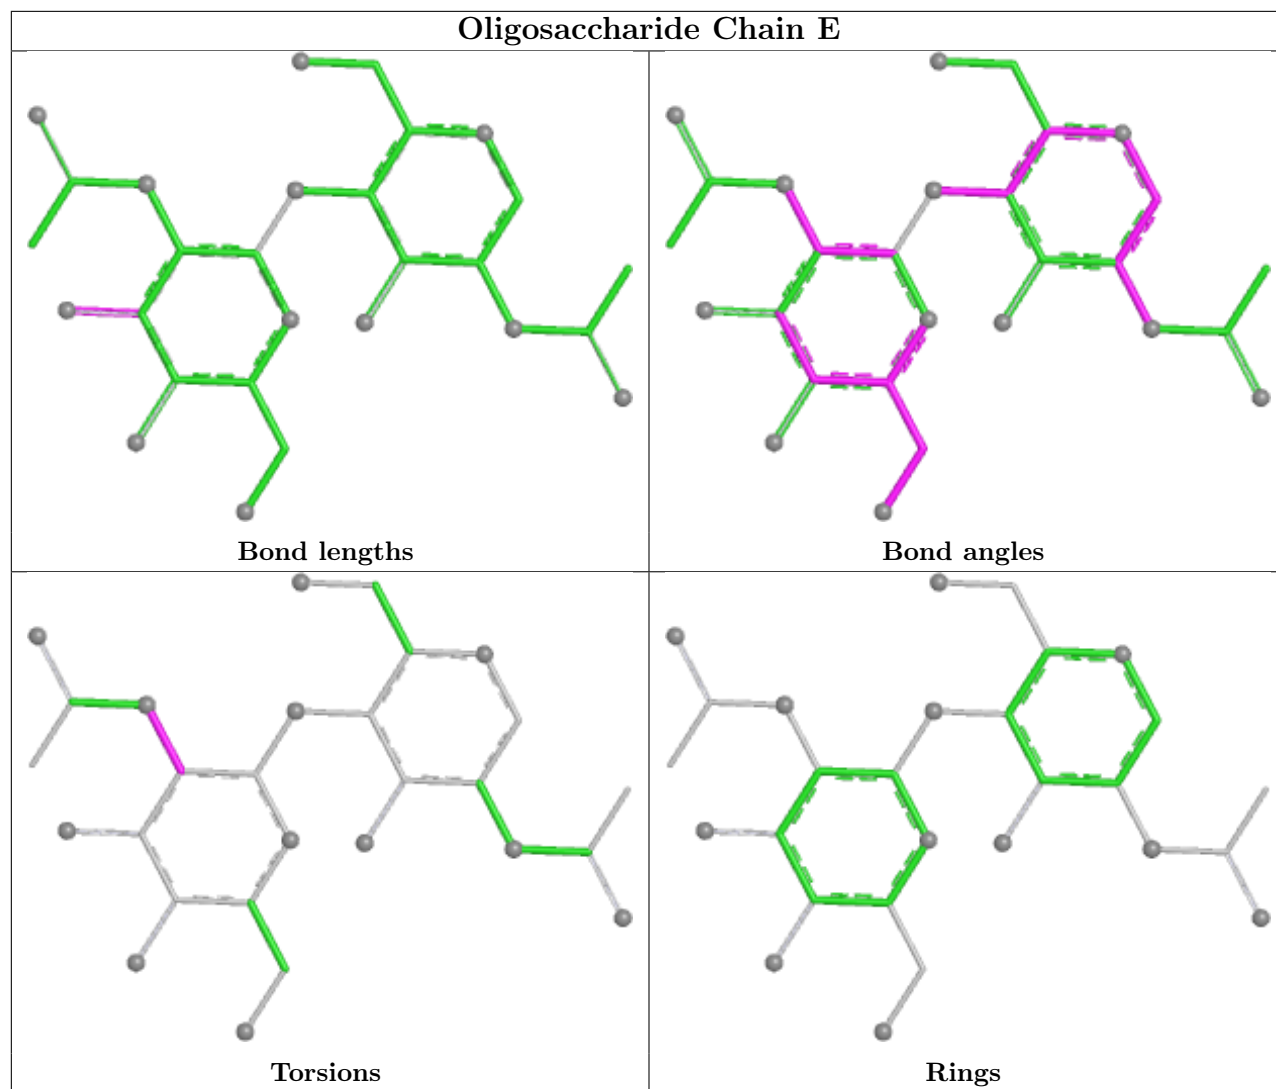 Oligosaccharide Chain E
Bond lengths
Bond angles
Torsions
Rings